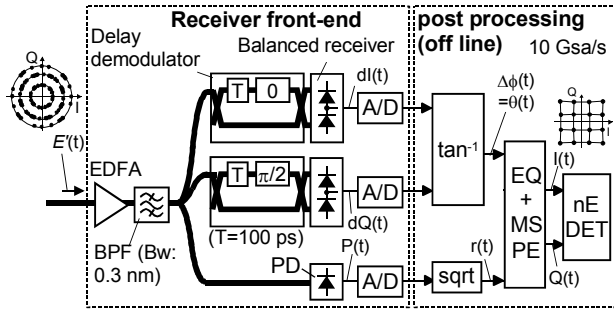 Receiver front-end
post processing
(off line)
10 Gsa/s
Delay
demodulator
Balanced receiver
Q
I
E'(t)
EDFA
BPF (Bw:
0.3 nm)
T
0
dI(t)
A/D
T
π/2
dQ(t)
A/D
(T=100 ps)
PD
P(t)
A/D
tan-1
Δϕ(t)
=θ(t)
sqrt
r(t)
EQ
+
MS
PE
Q
I
I(t)
nE
DET
Q(t)